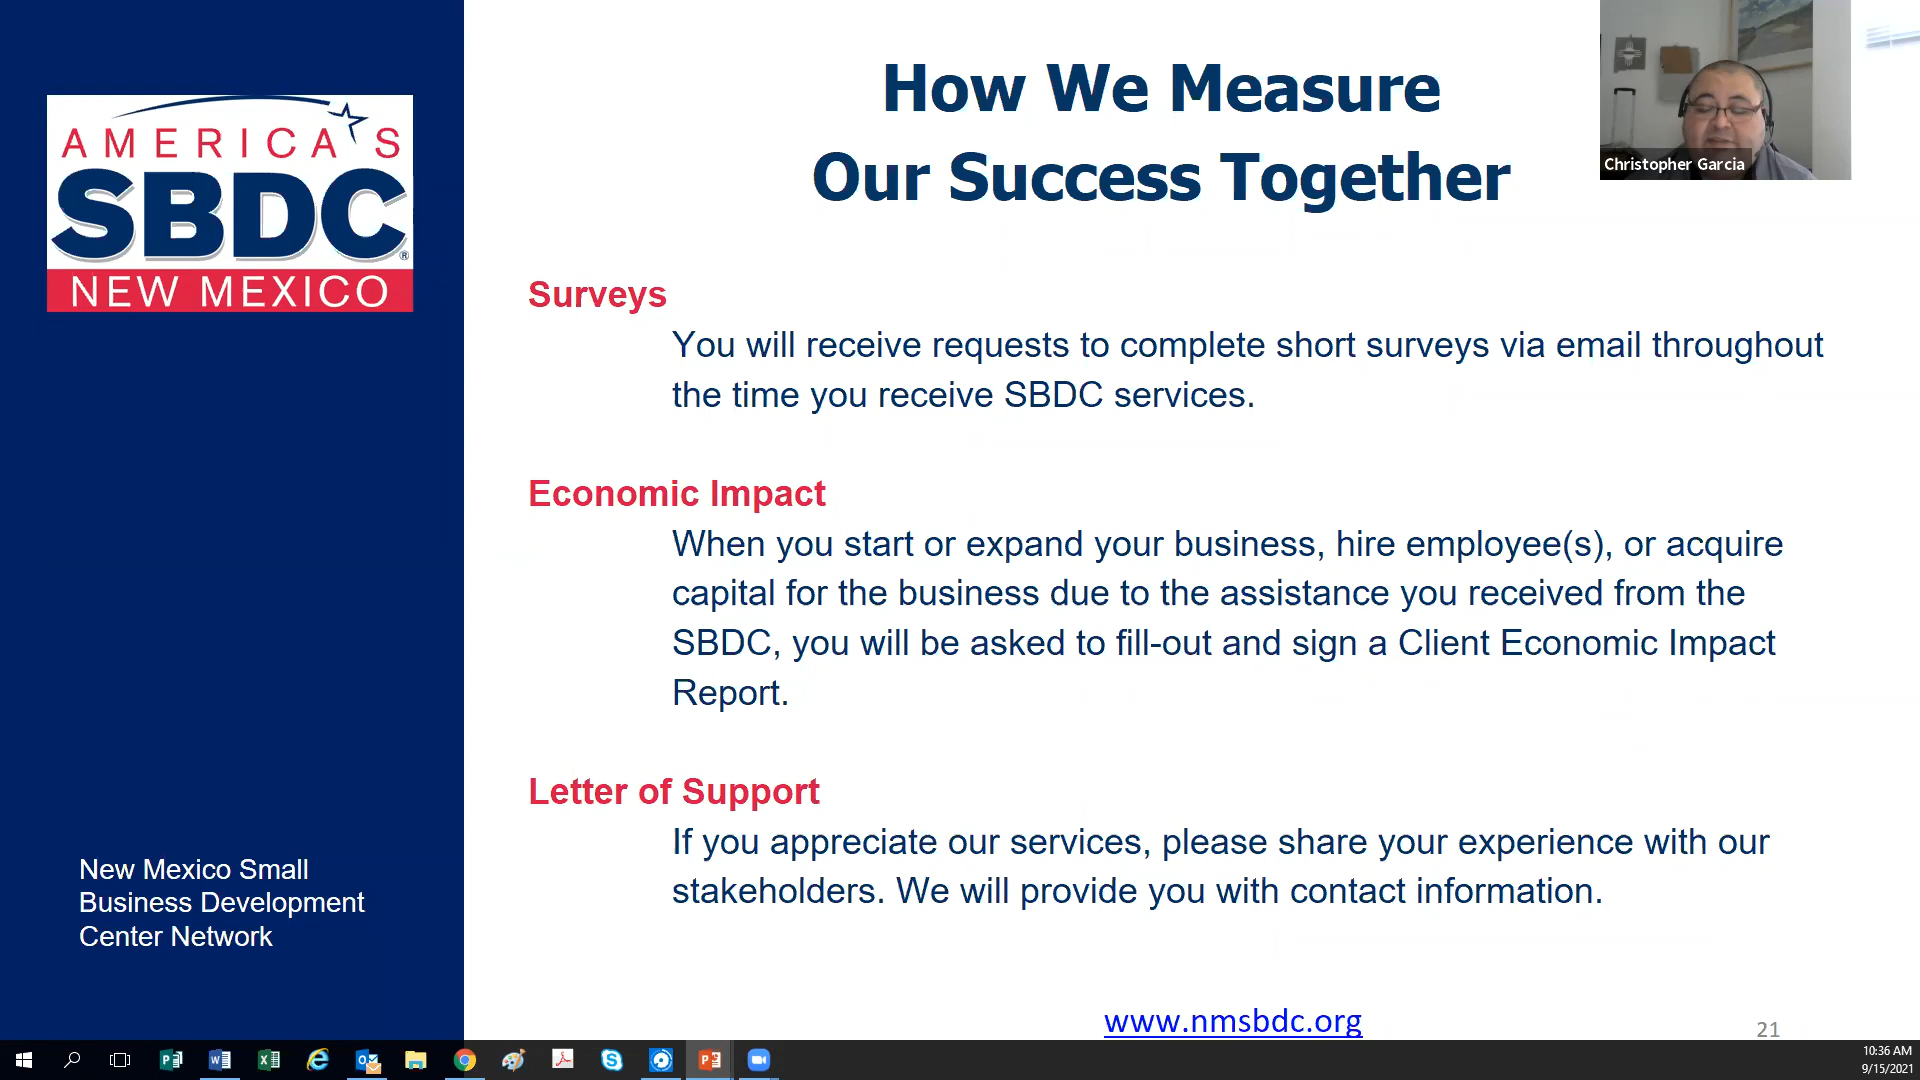 AMERICA'S
SBDC®
NEW MEXICO
New Mexico Small
Business Development
Center Network
How We Measure
Our Success Together
Christopher Garcia
Surveys
You will receive requests to complete short surveys via email throughout
the time you receive SBDC services.
Economic Impact
When you start or expand your business, hire employee(s), or acquire
capital for the business due to the assistance you received from the
SBDC, you will be asked to fill-out and sign a Client Economic Impact
Report.
Letter of Support
If you appreciate our services, please share your experience with our
stakeholders. We will provide you with contact information.
www.nmsbdc.org
21
10:36 AM
9/15/2021